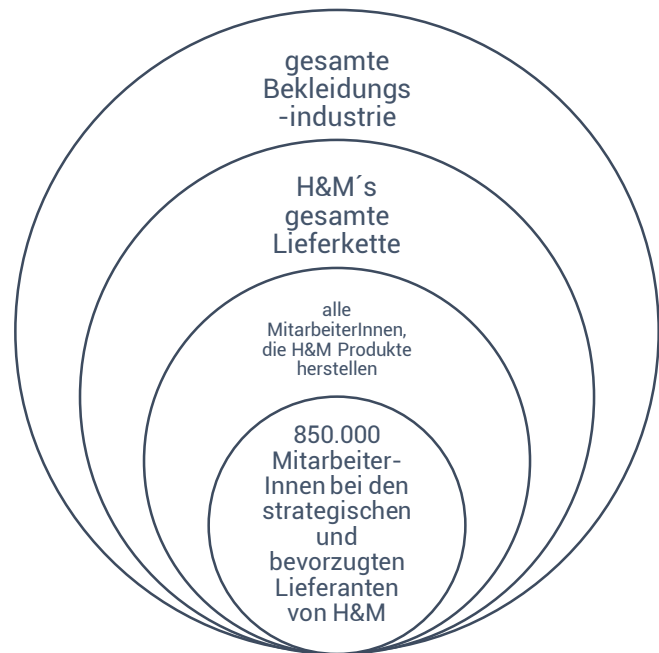 gesamte
Bekleidungs
-industrie
H&M´s
gesamte
Lieferkette
alle
MitarbeiterInnen,
die H&M Produkte
herstellen
850.000
Mitarbeiter-
Innen bei den
strategischen
und
bevorzugten
Lieferanten
von H&M